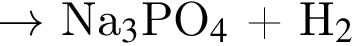 → Na₃PO₄ + H₂